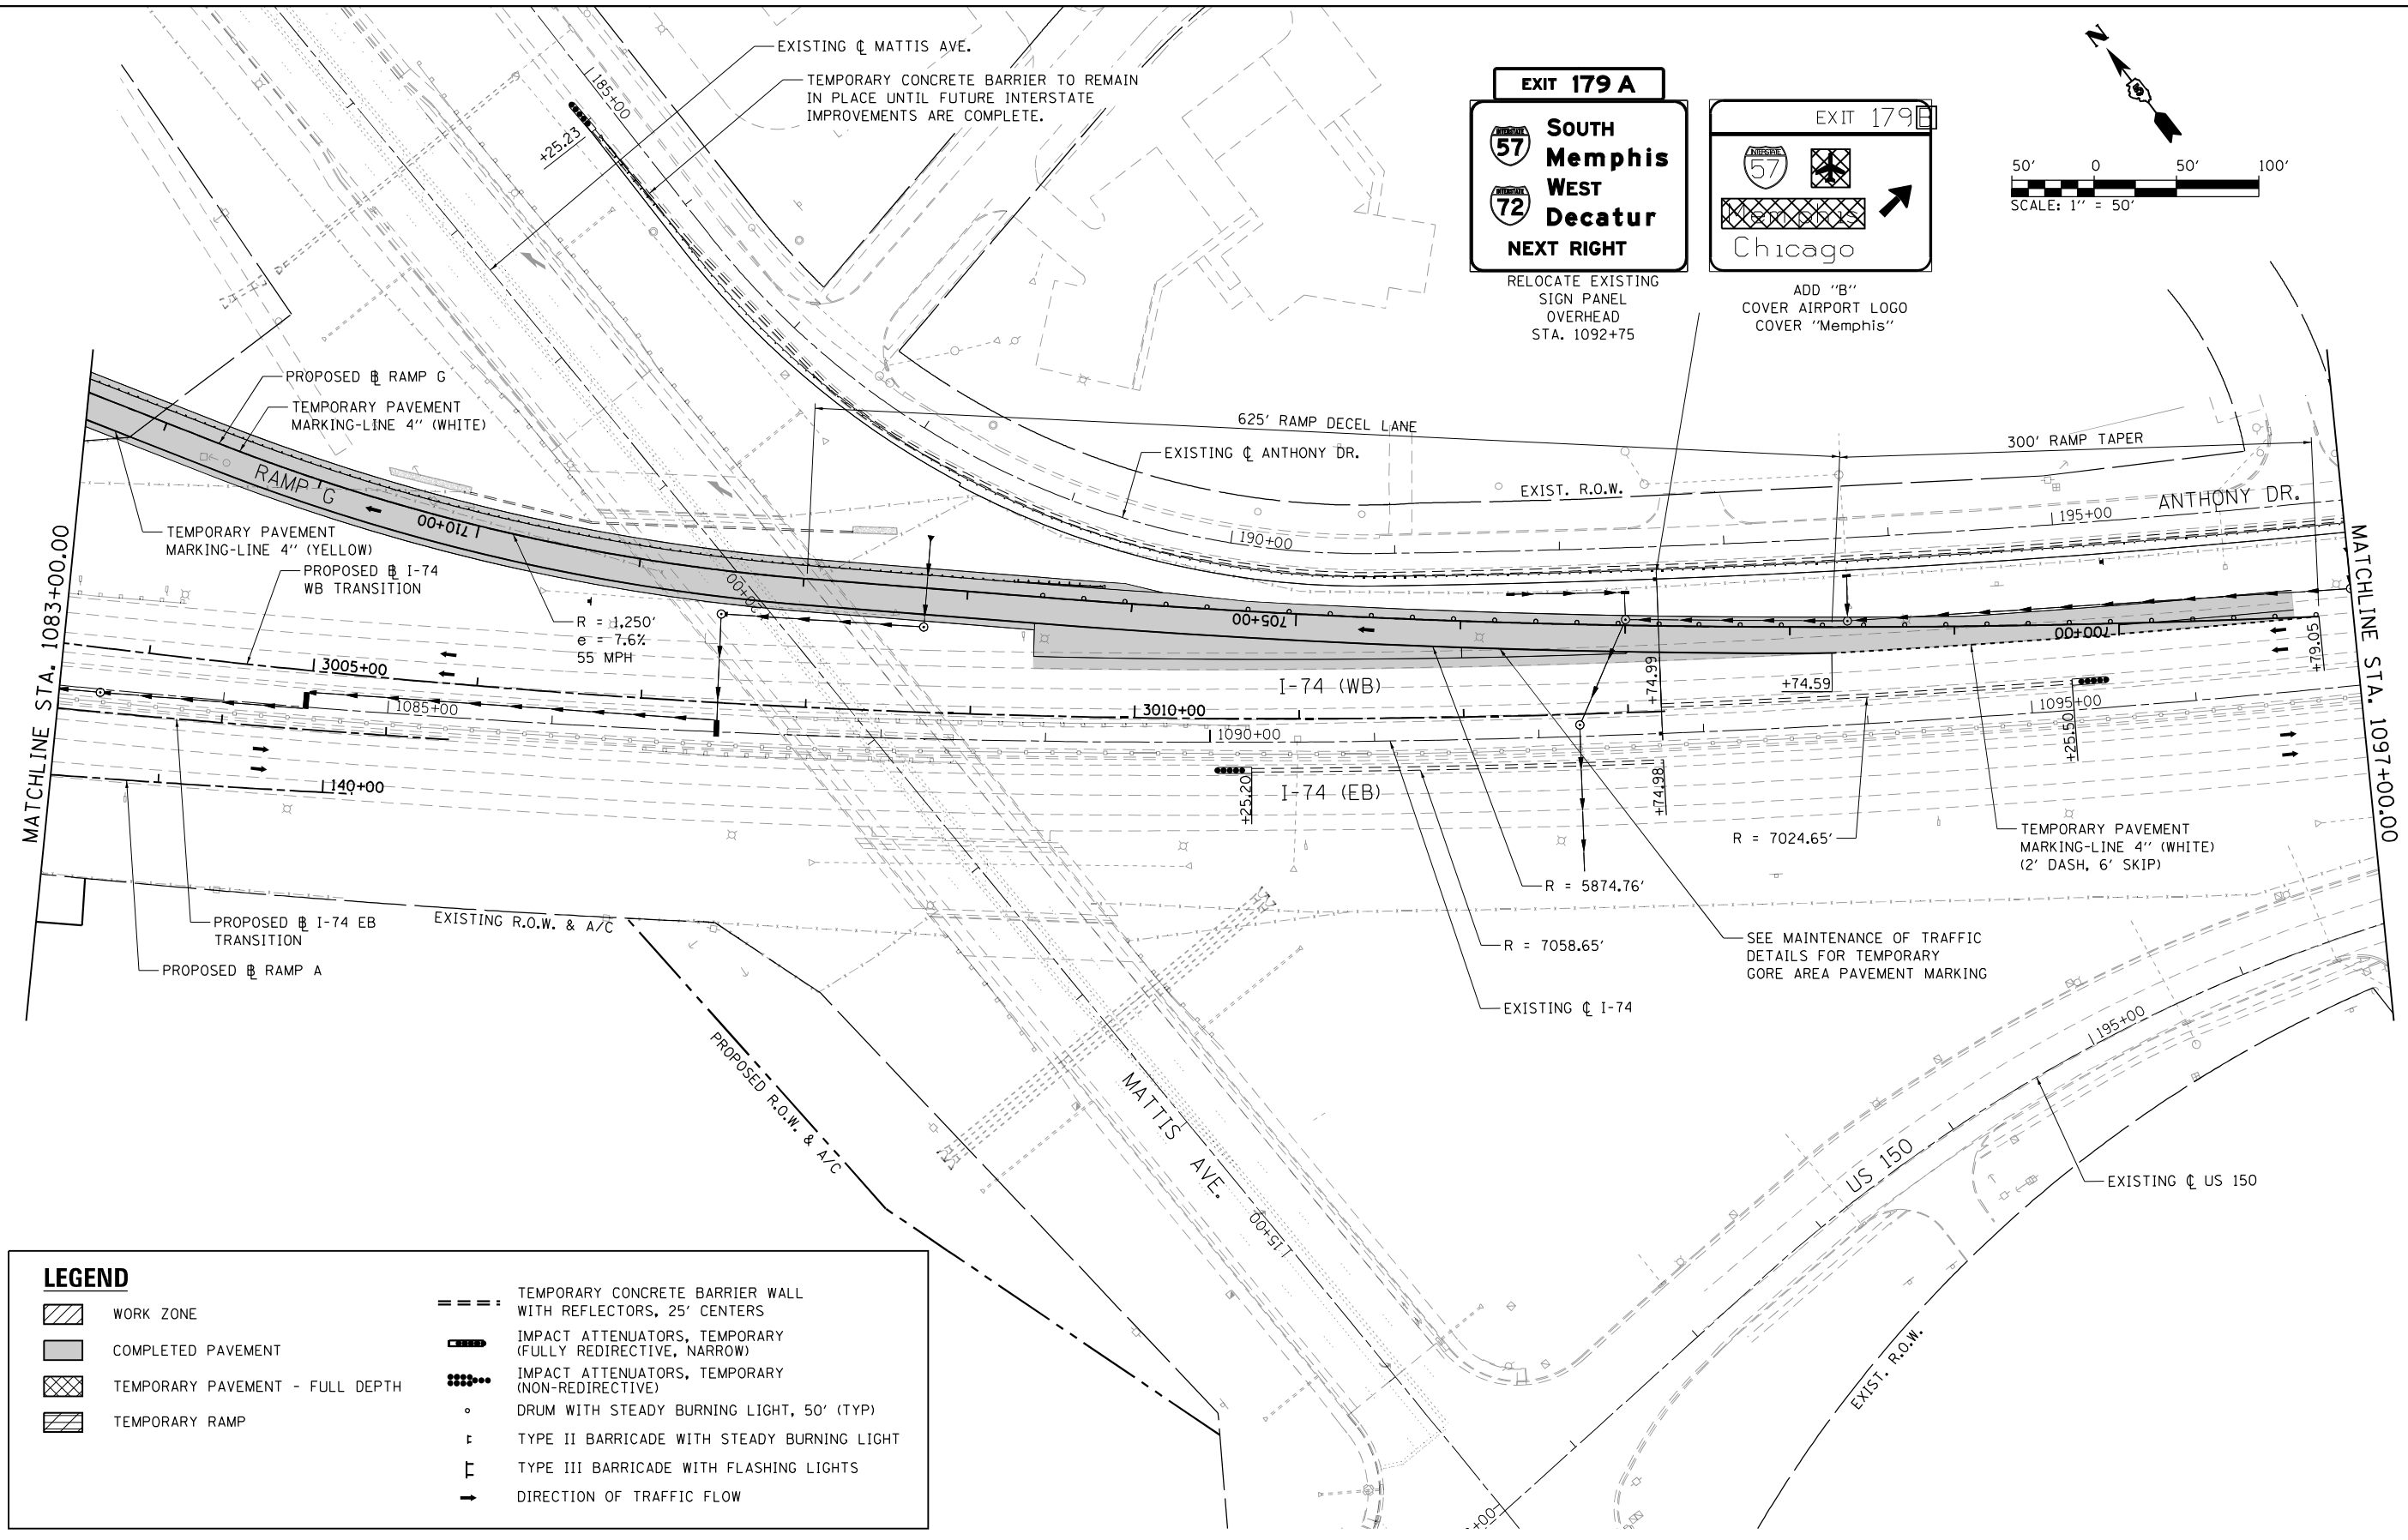 EXISTING ℄ MATTIS AVE.
TEMPORARY CONCRETE BARRIER TO REMAIN
IN PLACE UNTIL FUTURE INTERSTATE
IMPROVEMENTS ARE COMPLETE.
185+00
+25.23
EXIT 179 A
INTERSTATE
57
SOUTH
Memphis
INTERSTATE
72
WEST
Decatur
NEXT RIGHT
RELOCATE EXISTING
SIGN PANEL
OVERHEAD
STA. 1092+75
EXIT 179B
INTERSTATE
57
Memphis
Chicago
ADD "B"
COVER AIRPORT LOGO
COVER "Memphis"
N
50' 0 50' 100'
SCALE: 1" = 50'
PROPOSED B RAMP G
TEMPORARY PAVEMENT
MARKING-LINE 4" (WHITE)
RAMP G
710+00
TEMPORARY PAVEMENT
MARKING-LINE 4" (YELLOW)
PROPOSED B I-74
WB TRANSITION
R = 1,250'
e = 7.6%
55 MPH
625' RAMP DECEL LANE
300' RAMP TAPER
EXISTING ℄ ANTHONY DR.
EXIST. R.O.W.
ANTHONY DR.
190+00
195+00
705+00
700+00
MATCHLINE STA. 1083+00.00
MATCHLINE STA. 1097+00.00
3005+00
1085+00
140+00
3010+00
1090+00
1095+00
I-74 (WB)
I-74 (EB)
+74.99
+74.59
+79.05
+25.50
+25.20
+74.98
R = 7024.65'
TEMPORARY PAVEMENT
MARKING-LINE 4" (WHITE)
(2' DASH, 6' SKIP)
R = 5874.76'
R = 7058.65'
SEE MAINTENANCE OF TRAFFIC
DETAILS FOR TEMPORARY
GORE AREA PAVEMENT MARKING
EXISTING ℄ I-74
PROPOSED B I-74 EB
TRANSITION
PROPOSED B RAMP A
EXISTING R.O.W. & A/C
PROPOSED R.O.W. & A/C
MATTIS AVE.
15+00
US 150
195+00
EXISTING ℄ US 150
EXIST. R.O.W.
LEGEND
WORK ZONE
COMPLETED PAVEMENT
TEMPORARY PAVEMENT - FULL DEPTH
TEMPORARY RAMP
TEMPORARY CONCRETE BARRIER WALL
WITH REFLECTORS, 25' CENTERS
IMPACT ATTENUATORS, TEMPORARY
(FULLY REDIRECTIVE, NARROW)
IMPACT ATTENUATORS, TEMPORARY
(NON-REDIRECTIVE)
DRUM WITH STEADY BURNING LIGHT, 50' (TYP)
TYPE II BARRICADE WITH STEADY BURNING LIGHT
TYPE III BARRICADE WITH FLASHING LIGHTS
DIRECTION OF TRAFFIC FLOW